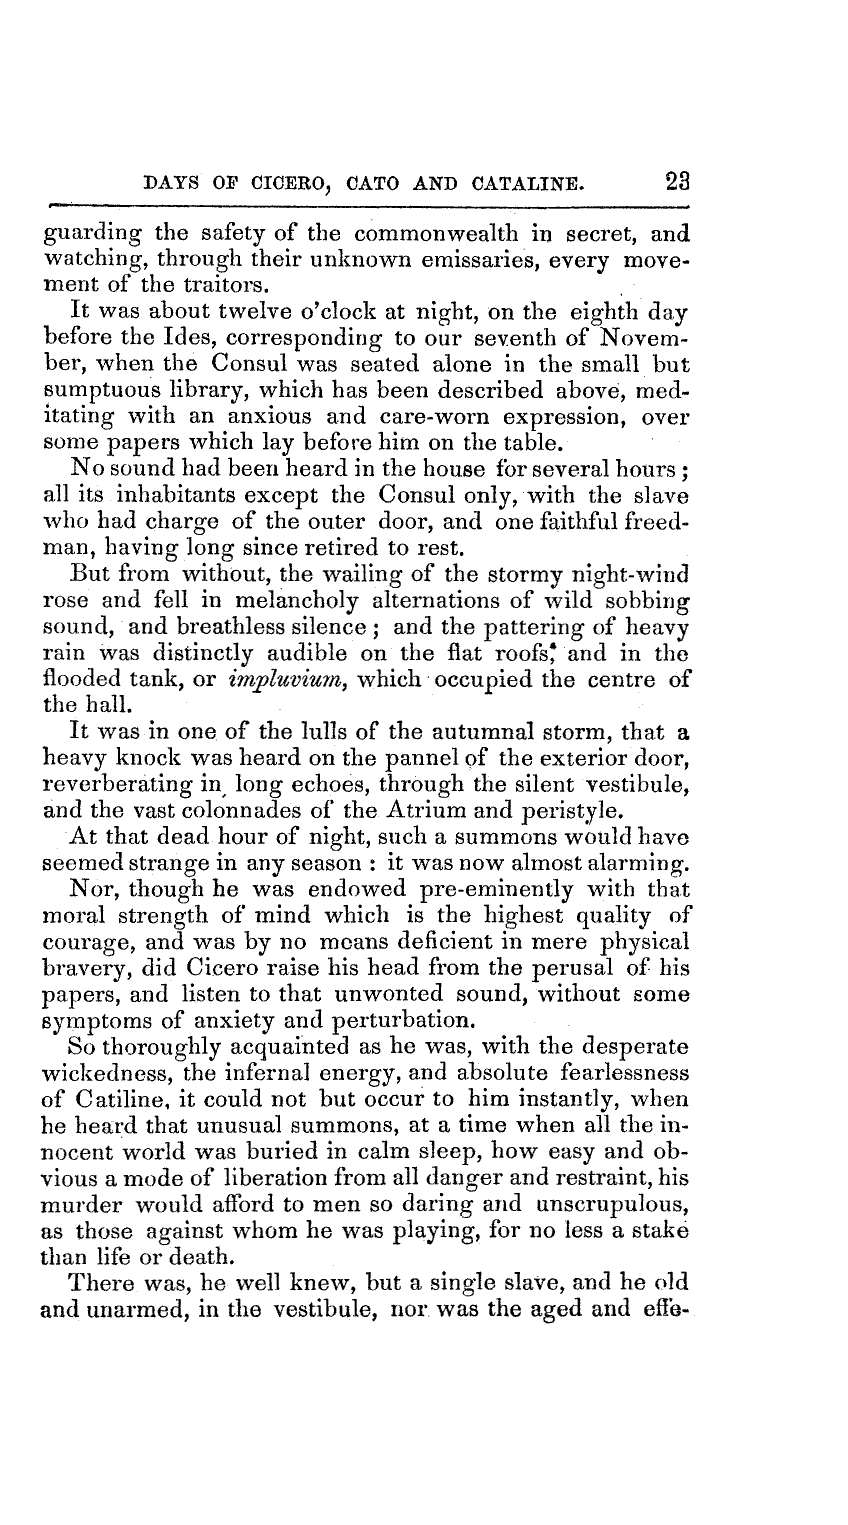 DAYS OF CICERO, CATO AND CATALINE. 23
guarding the safety of the commonwealth in secret, and
watching, through their unknown emissaries, every move-
ment of the traitors.
It was about twelve o'clock at night, on the eighth day
before the Ides, corresponding to our seventh of Novem-
ber, when the Consul was seated alone in the small but
sumptuous library, which has been described above, med-
itating with an anxious and care-worn expression, over
some papers which lay before him on the table.
No sound had been heard in the house for several hours ;
all its inhabitants except the Consul only, with the slave
who had charge of the outer door, and one faithful freed-
man, having long since retired to rest.
But from without, the wailing of the stormy night-wind
rose and fell in melancholy alternations of wild sobbing
sound, and breathless silence ; and the pattering of heavy
rain was distinctly audible on the flat roofs, and in the
flooded tank, or impluvium, which occupied the centre of
the hall.
It was in one of the lulls of the autumnal storm, that a
heavy knock was heard on the pannel of the exterior door,
reverberating in long echoes, through the silent vestibule,
and the vast colonnades of the Atrium and peristyle.
At that dead hour of night, such a summons would have
seemed strange in any season : it was now almost alarming.
Nor, though he was endowed pre-eminently with that
moral strength of mind which is the highest quality of
courage, and was by no means deficient in mere physical
bravery, did Cicero raise his head from the perusal of his
papers, and listen to that unwonted sound, without some
symptoms of anxiety and perturbation.
So thoroughly acquainted as he was, with the desperate
wickedness, the infernal energy, and absolute fearlessness
of Catiline, it could not but occur to him instantly, when
he heard that unusual summons, at a time when all the in-
nocent world was buried in calm sleep, how easy and ob-
vious a mode of liberation from all danger and restraint, his
murder would afford to men so daring and unscrupulous,
as those against whom he was playing, for no less a stake
than life or death.
There was, he well knew, but a single slave, and he old
and unarmed, in the vestibule, nor was the aged and effe-